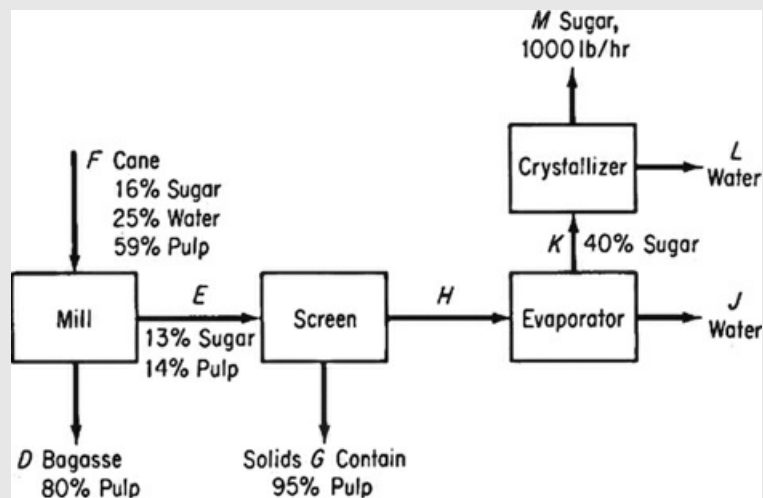 M Sugar,
1000 lb/hr
F Cane
16% Sugar
25% Water
59% Pulp
Crystallizer
L
Water
K 40% Sugar
Mill
E
13% Sugar
14% Pulp
Screen
H
Evaporator
J
Water
D Bagasse
80% Pulp
Solids G Contain
95% Pulp